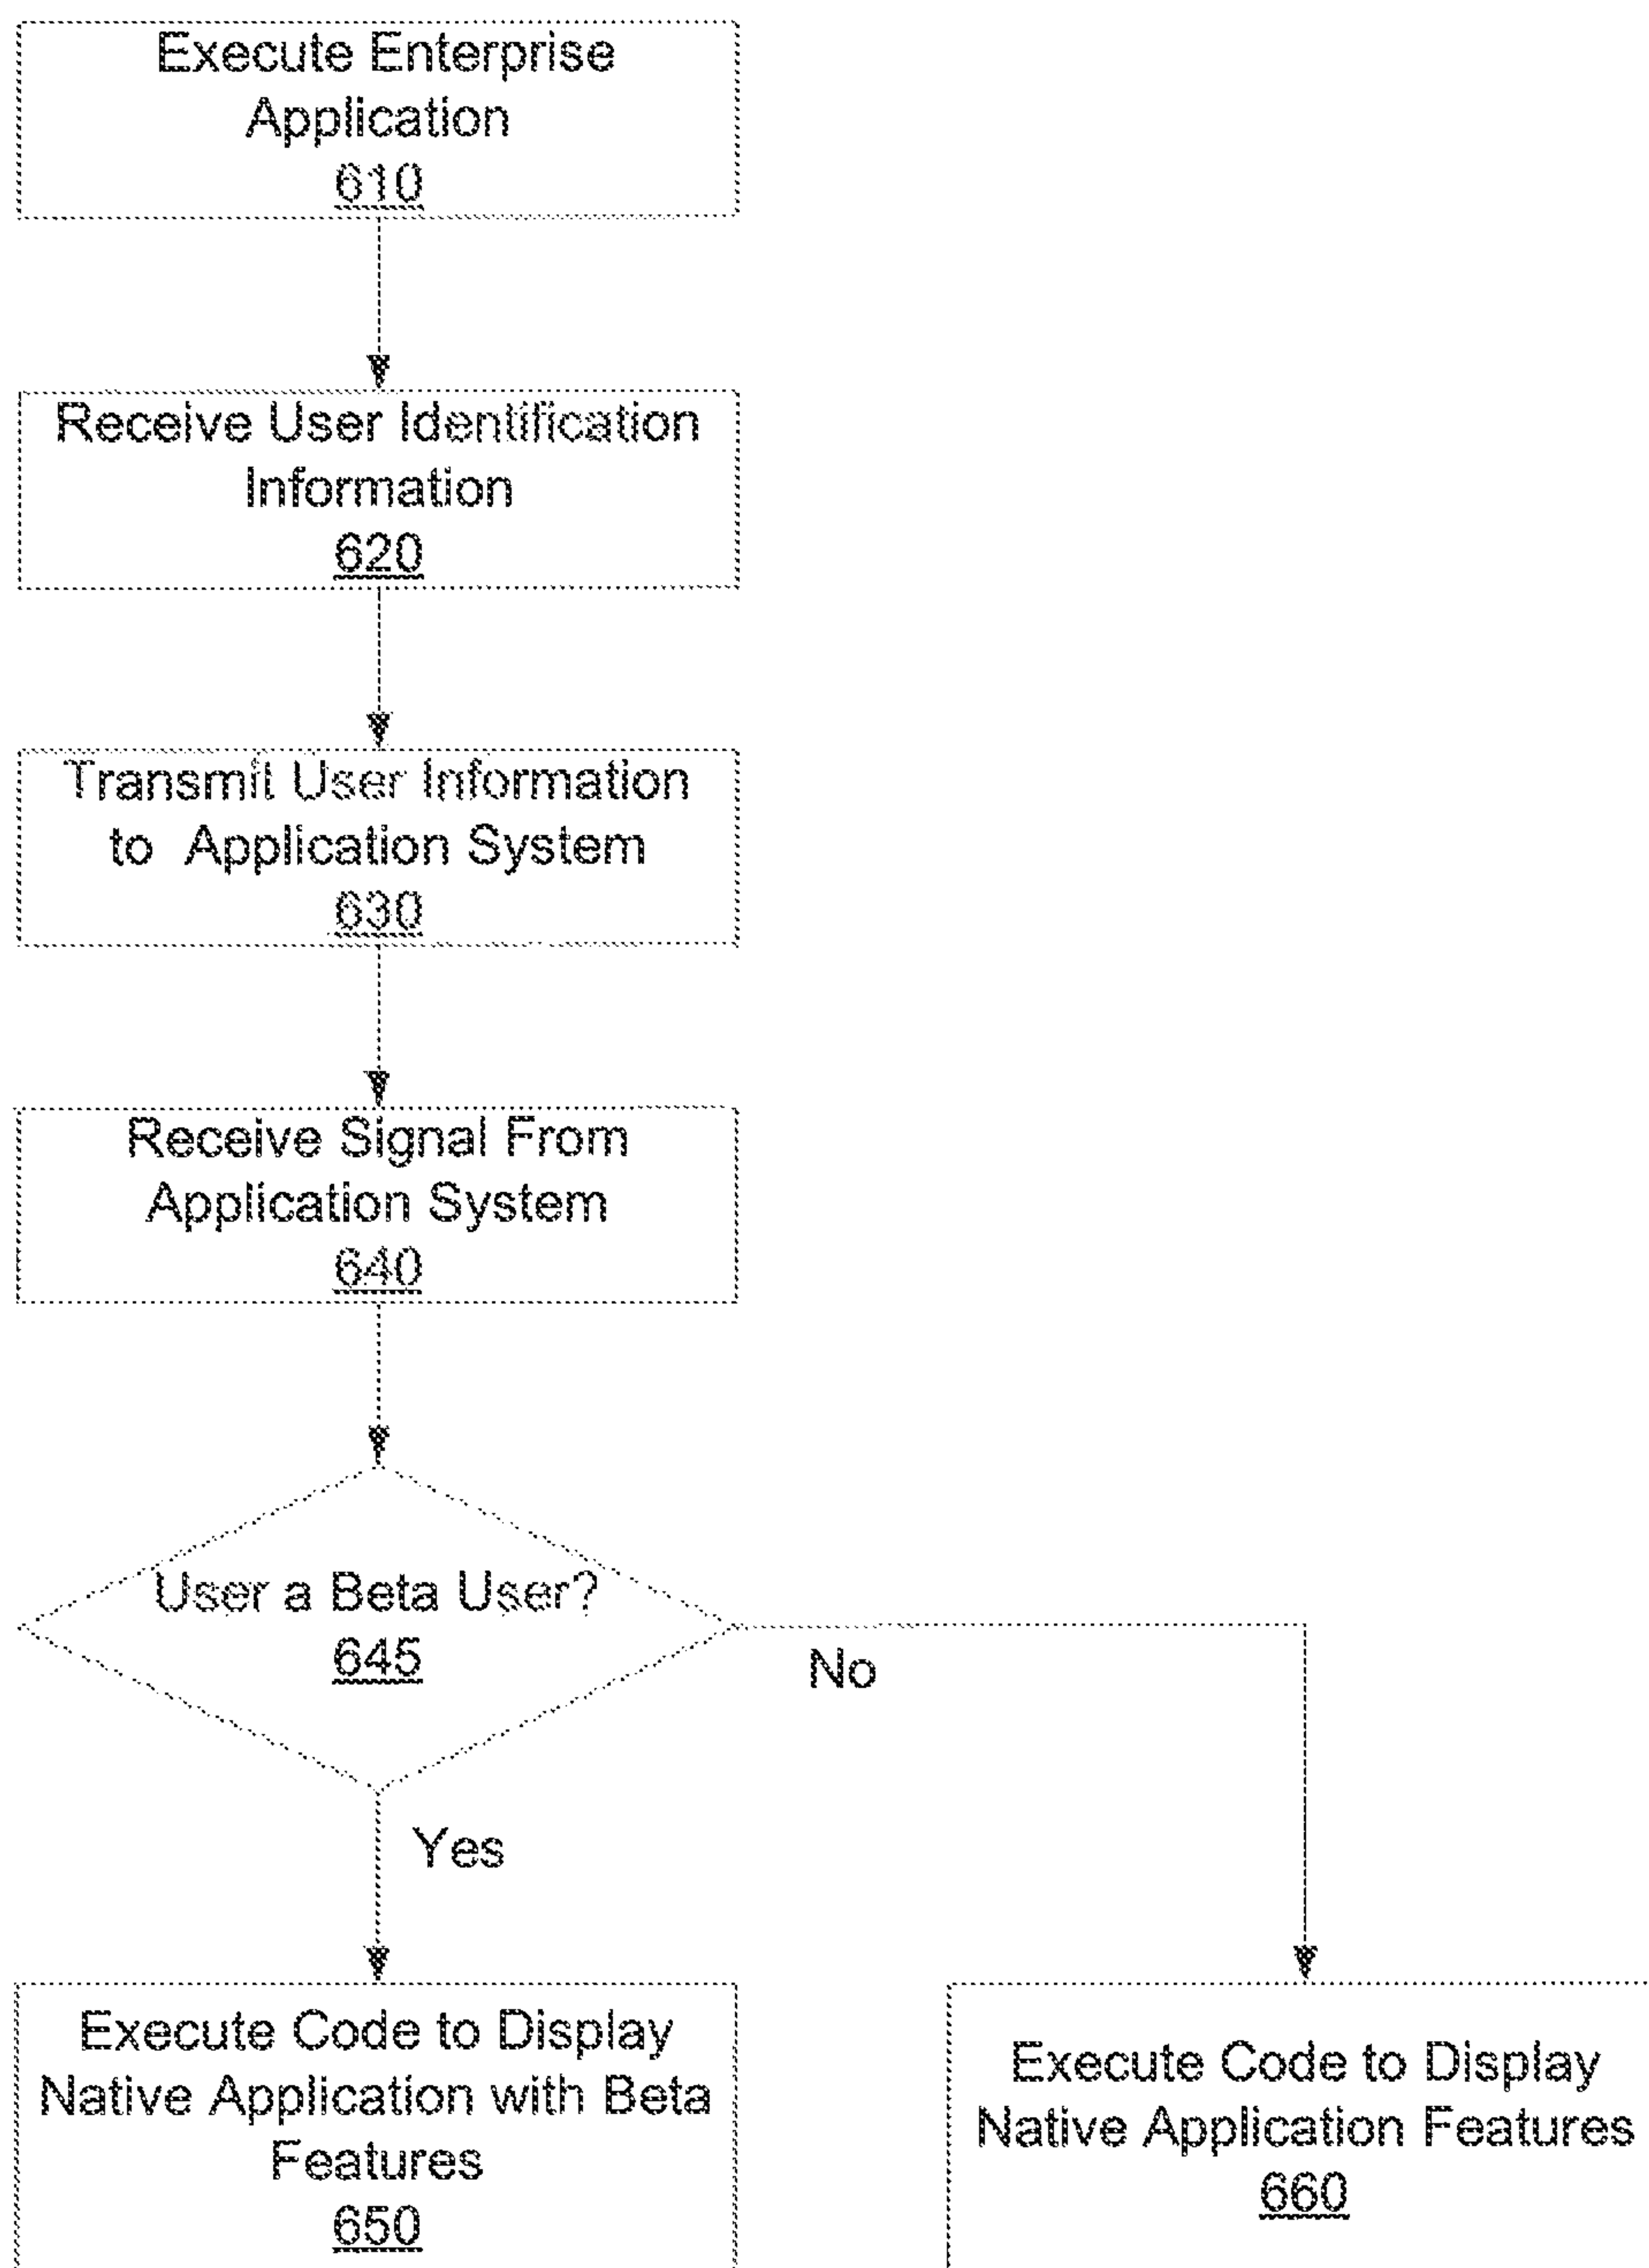 Execute Enterprise
Application
610
Receive User Identification
Information
620
Transmit User Information
to Application System
630
Receive Signal From
Application System
640
User a Beta User?
645
No
Yes
Execute Code to Display
Native Application with Beta
Features
650
Execute Code to Display
Native Application Features
660